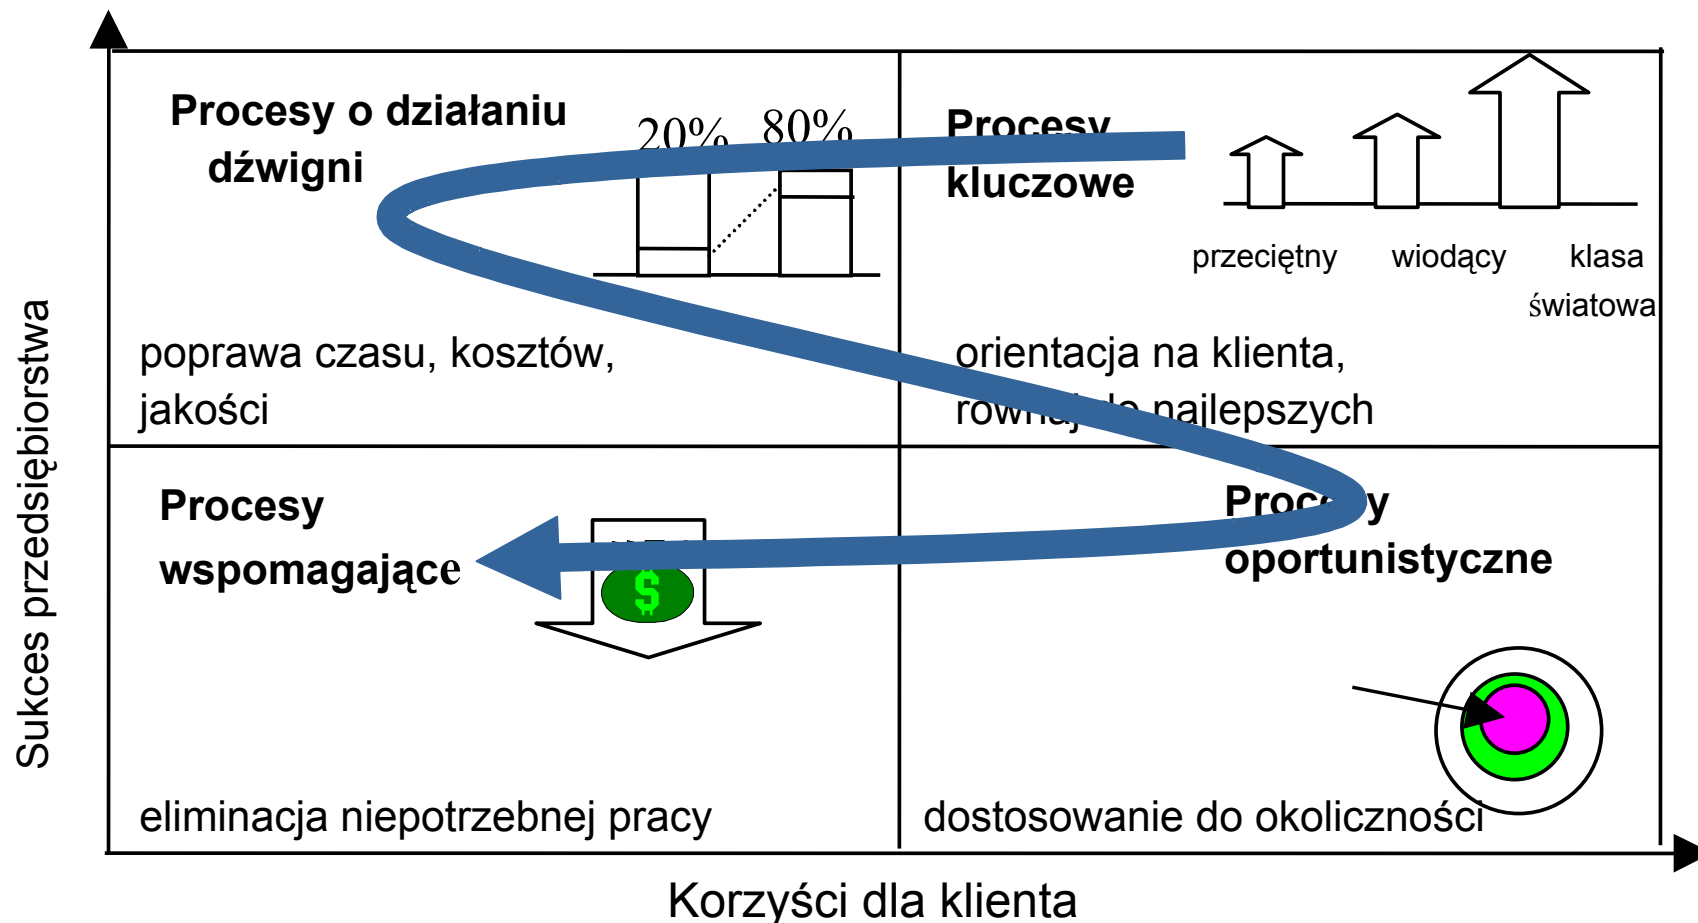 Procesy o działaniu
dźwigni
20% 80%
Procesy
kluczowe
przeciętny wiodący klasa
światowa
poprawa czasu, kosztów,
jakości
orientacja na klienta,
najlepszych
Procesy
wspomagające
$
Procesy
oportunistyczne
eliminacja niepotrzebnej pracy
dostosowanie do okoliczności
Sukces przedsiębiorstwa
Korzyści dla klienta